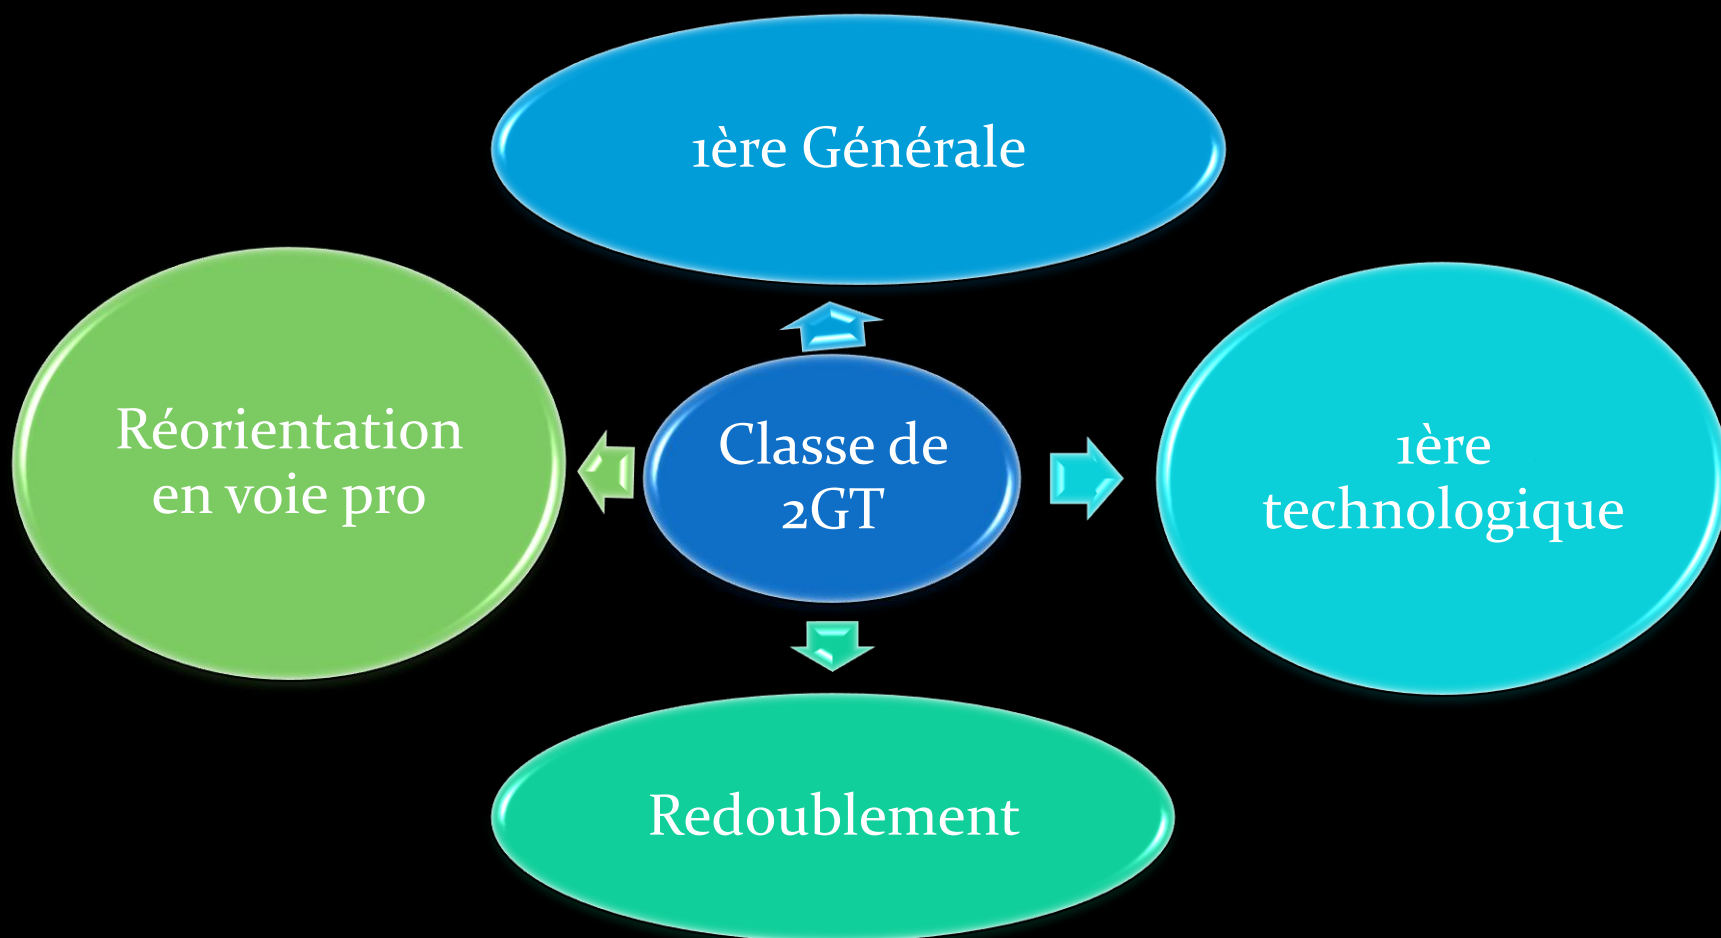 1ère Générale
Réorientation
en voie pro
Classe de
2GT
1ère
technologique
Redoublement